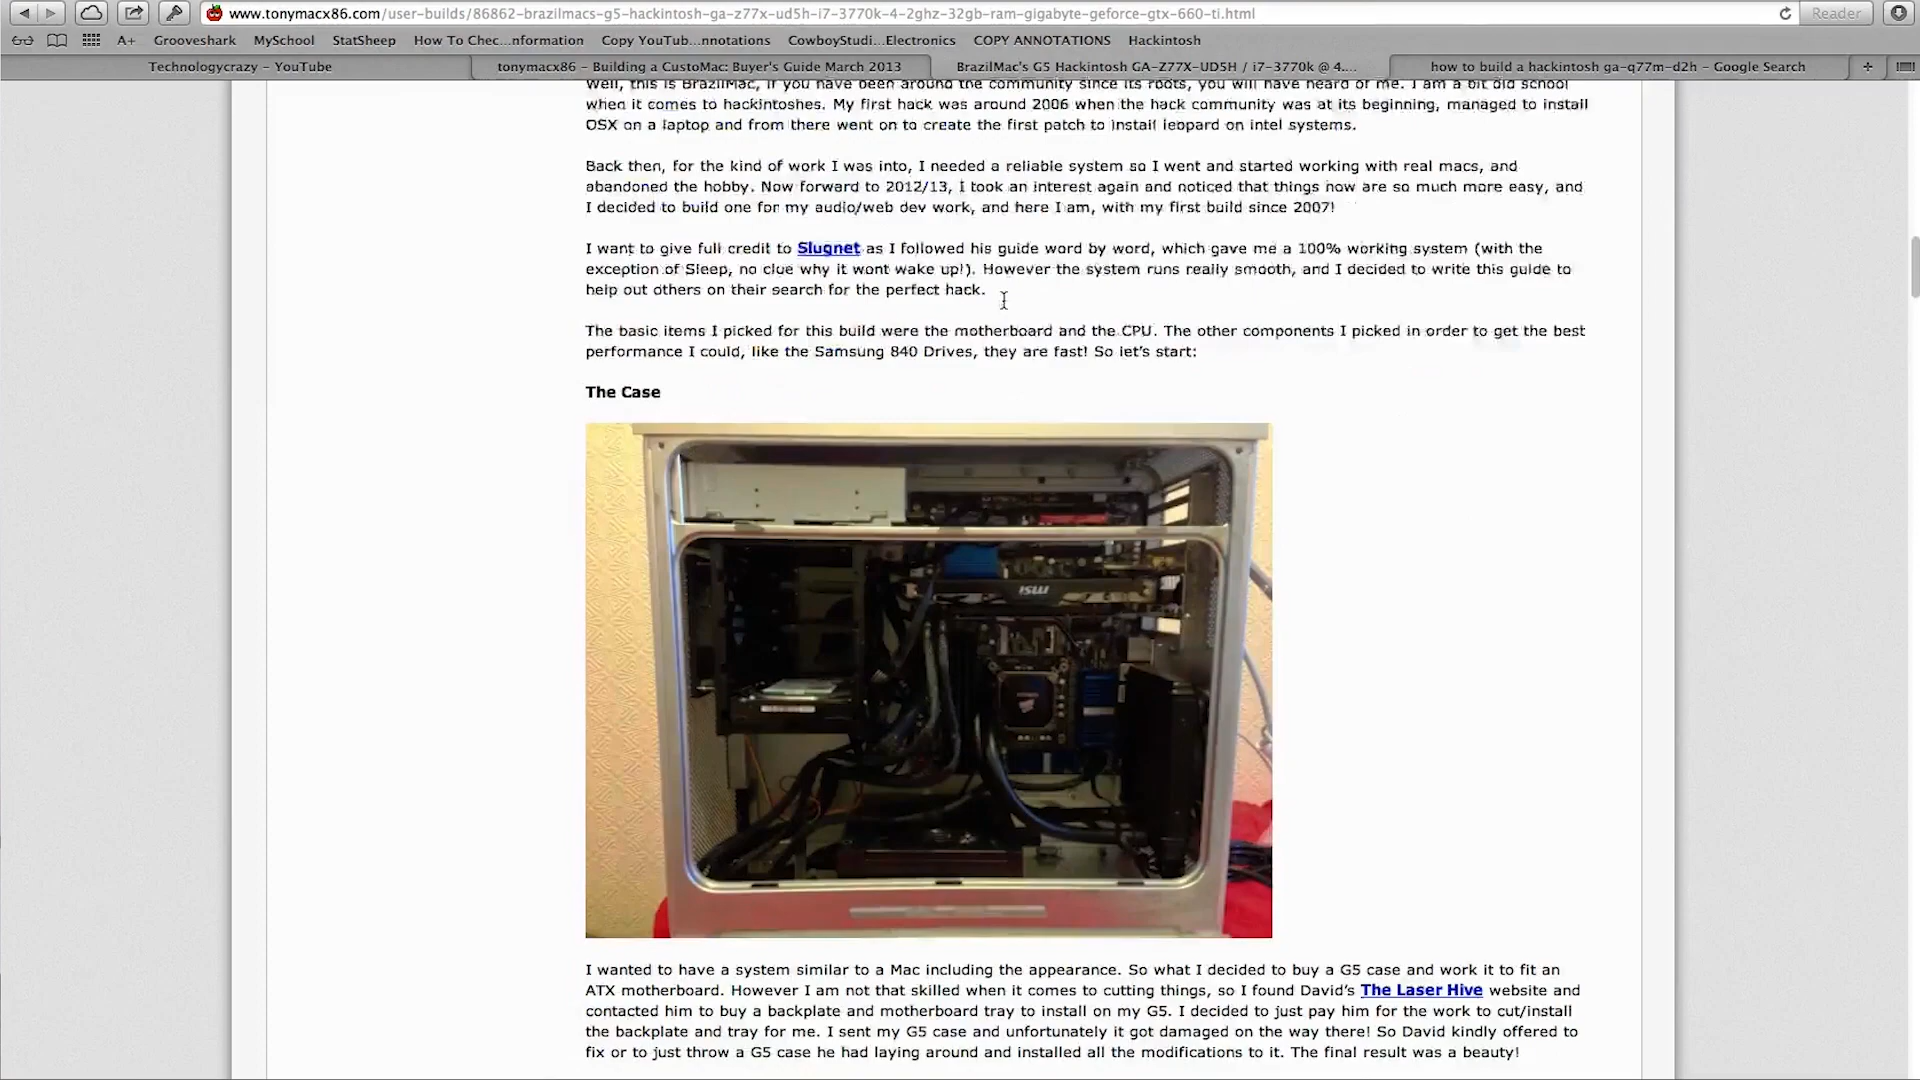 www.tonymacx86.com/user-builds/86862-brazilmacs-g5-hackintosh-ga-z77x-ud5h-i7-3770k-4-2ghz-32gb-ram-gigabyte-geforce-gtx-660-ti.html
Reader
A+ Grooveshark MySchool StatSheep How To Chec...nformation Copy YouTub...nnotations CowboyStudi...Electronics COPY ANNOTATIONS Hackintosh
Technologycrazy - YouTube tonymacx86 - Building a CustoMac: Buyer's Guide March 2013 BrazilMac's G5 Hackintosh GA-Z77X-UD5H / i7-3770k @ 4.... how to build a hackintosh ga-q77m-d2h - Google Search
Well, this is BrazilMac, if you have been around the community since its roots, you will have heard of me. I am a bit old school
when it comes to hackintoshes. My first hack was around 2006 when the hack community was at its beginning, managed to install
OSX on a laptop and from there went on to create the first patch to install leopard on intel systems.
Back then, for the kind of work I was into, I needed a reliable system so I went and started working with real macs, and
abandoned the hobby. Now forward to 2012/13, I took an interest again and noticed that things now are so much more easy, and
I decided to build one for my audio/web dev work, and here I am, with my first build since 2007!
I want to give full credit to Slugnet as I followed his guide word by word, which gave me a 100% working system (with the
exception of Sleep, no clue why it wont wake up!). However the system runs really smooth, and I decided to write this guide to
help out others on their search for the perfect hack.
The basic items I picked for this build were the motherboard and the CPU. The other components I picked in order to get the best
performance I could, like the Samsung 840 Drives, they are fast! So let's start:
The Case
msi
I wanted to have a system similar to a Mac including the appearance. So what I decided to buy a G5 case and work it to fit an
ATX motherboard. However I am not that skilled when it comes to cutting things, so I found David's The Laser Hive website and
contacted him to buy a backplate and motherboard tray to install on my G5. I decided to just pay him for the work to cut/install
the backplate and tray for me. I sent my G5 case and unfortunately it got damaged on the way there! So David kindly offered to
fix or to just throw a G5 case he had laying around and installed all the modifications to it. The final result was a beauty!